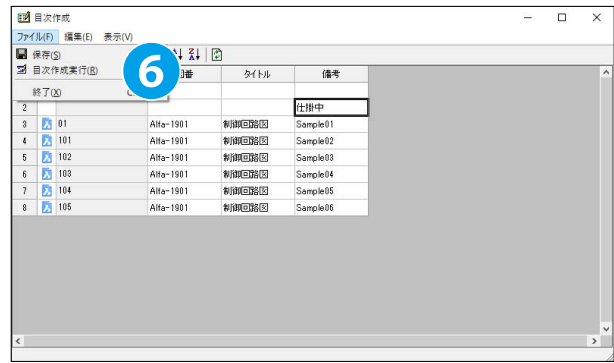 目次作成
ファイル(F) 編集(E) 表示(V)
保存(S)
目次作成実行(R)
終了(X)
6
番 タイトル 備考
2 仕掛中
3 01 Alfa-1901 制御回路図 Sample01
4 101 Alfa-1901 制御回路図 Sample02
5 102 Alfa-1901 制御回路図 Sample03
6 103 Alfa-1901 制御回路図 Sample04
7 104 Alfa-1901 制御回路図 Sample05
8 105 Alfa-1901 制御回路図 Sample06